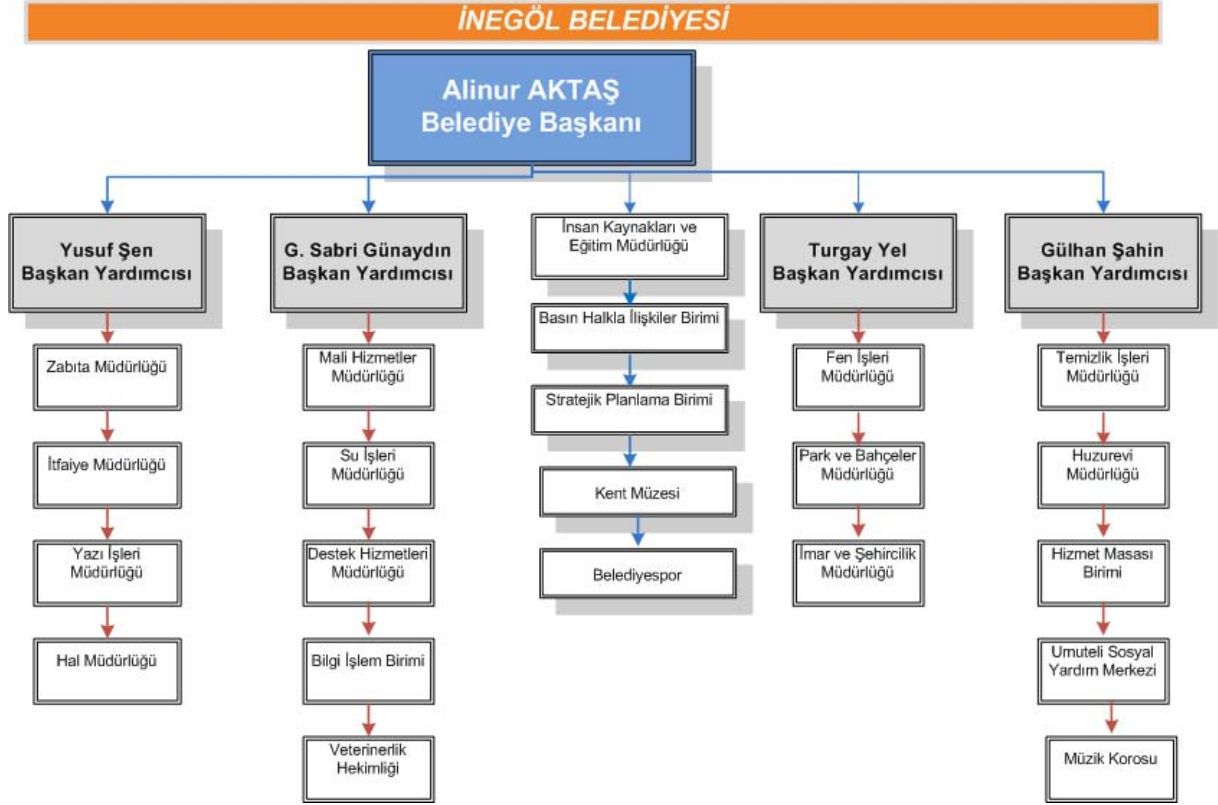 İNEGÖL BELEDİYESİ
Alinur AKTAŞ
Belediye Başkanı
Yusuf Şen
Başkan Yardımcısı
Zabıta Müdürlüğü
İtfaiye Müdürlüğü
Yazı İşleri
Müdürlüğü
Hal Müdürlüğü
G. Sabri Günaydın
Başkan Yardımcısı
Mali Hizmetler
Müdürlüğü
Su İşleri
Müdürlüğü
Destek Hizmetleri
Müdürlüğü
Bilgi İşlem Birimi
Veterinerlik
Hekimliği
İnsan Kaynakları ve
Eğitim Müdürlüğü
Basın Halkla İlişkiler Birimi
Stratejik Planlama Birimi
Kent Müzesi
Belediyespor
Turgay Yel
Başkan Yardımcısı
Fen İşleri
Müdürlüğü
Park ve Bahçeler
Müdürlüğü
İmar ve Şehircilik
Müdürlüğü
Gülhan Şahin
Başkan Yardımcısı
Temizlik İşleri
Müdürlüğü
Huzurevi
Müdürlüğü
Hizmet Masası
Birimi
Umuteli Sosyal
Yardım Merkezi
Müzik Korosu